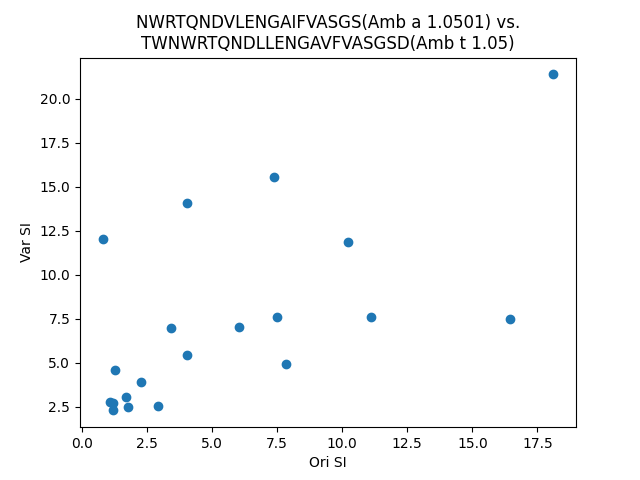 NWRTQNDVLENGAIFVASGS(Amb a 1.0501) vs.
TWNWRTQNDLLENGAVFVASGSD(Amb t 1.05)
20.0
17.5
15.0
12.5
10.0
7.5
5.0
2.5
Var SI
0.0 2.5 5.0 7.5 10.0 12.5 15.0 17.5
Ori SI